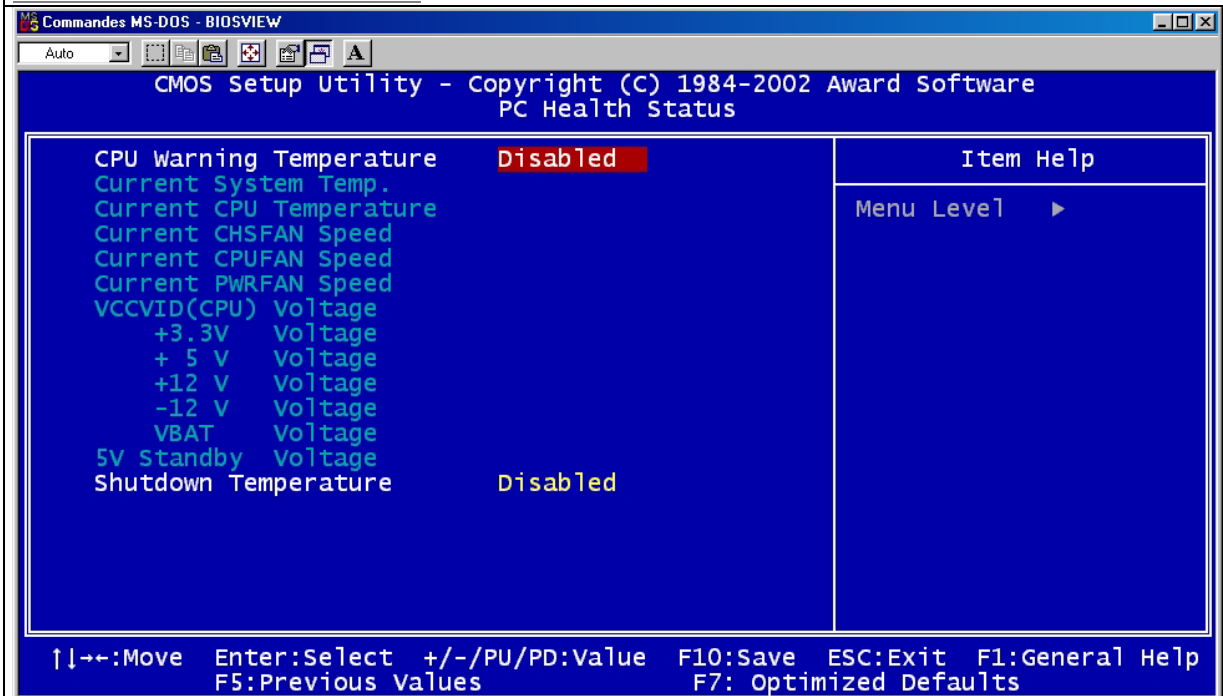 Commandes MS-DOS - BIOSVIEW
Auto
A
CMOS Setup Utility - Copyright (C) 1984-2002 Award Software
PC Health Status
CPU Warning Temperature Disabled
Current System Temp.
Current CPU Temperature
Current CHSFAN Speed
Current CPUFAN Speed
Current PWRFAN Speed
VCCVID(CPU) Voltage
+3.3V Voltage
+ 5 V Voltage
+12 V Voltage
-12 V Voltage
VBAT Voltage
5V Standby Voltage
Shutdown Temperature Disabled
Item Help
Menu Level ►
↑↓→←:Move Enter:Select +/-/PU/PD:Value F10:Save ESC:Exit F1:General Help
F5:Previous Values F7: Optimized Defaults